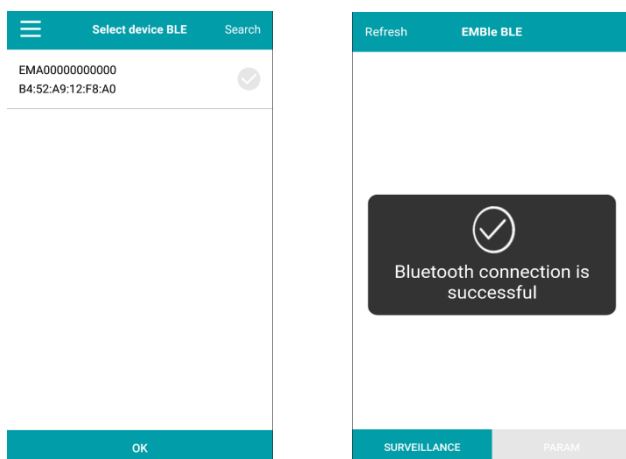 Select device BLE Search
EMA00000000000
B4:52:A9:12:F8:A0
OK
Refresh EMBle BLE
Bluetooth connection is
successful
SURVEILLANCE PARAM